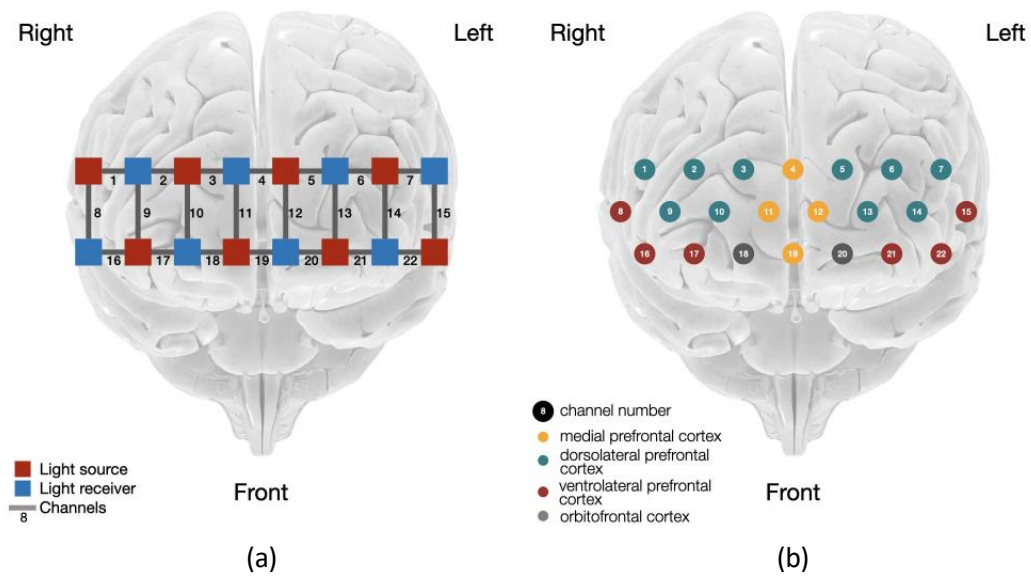 Right
Left
1 2 3 4 5 6 7
8 9 10 11 12 13 14 15
16 17 18 19 20 21 22
Light source
Light receiver
Channels
8
Front
(a)
Right
Left
1 2 3 4 5 6 7
8 9 10 11 12 13 14 15
16 17 18 19 20 21 22
8 channel number
medial prefrontal cortex
dorsolateral prefrontal
cortex
ventrolateral prefrontal
cortex
orbitofrontal cortex
Front
(b)